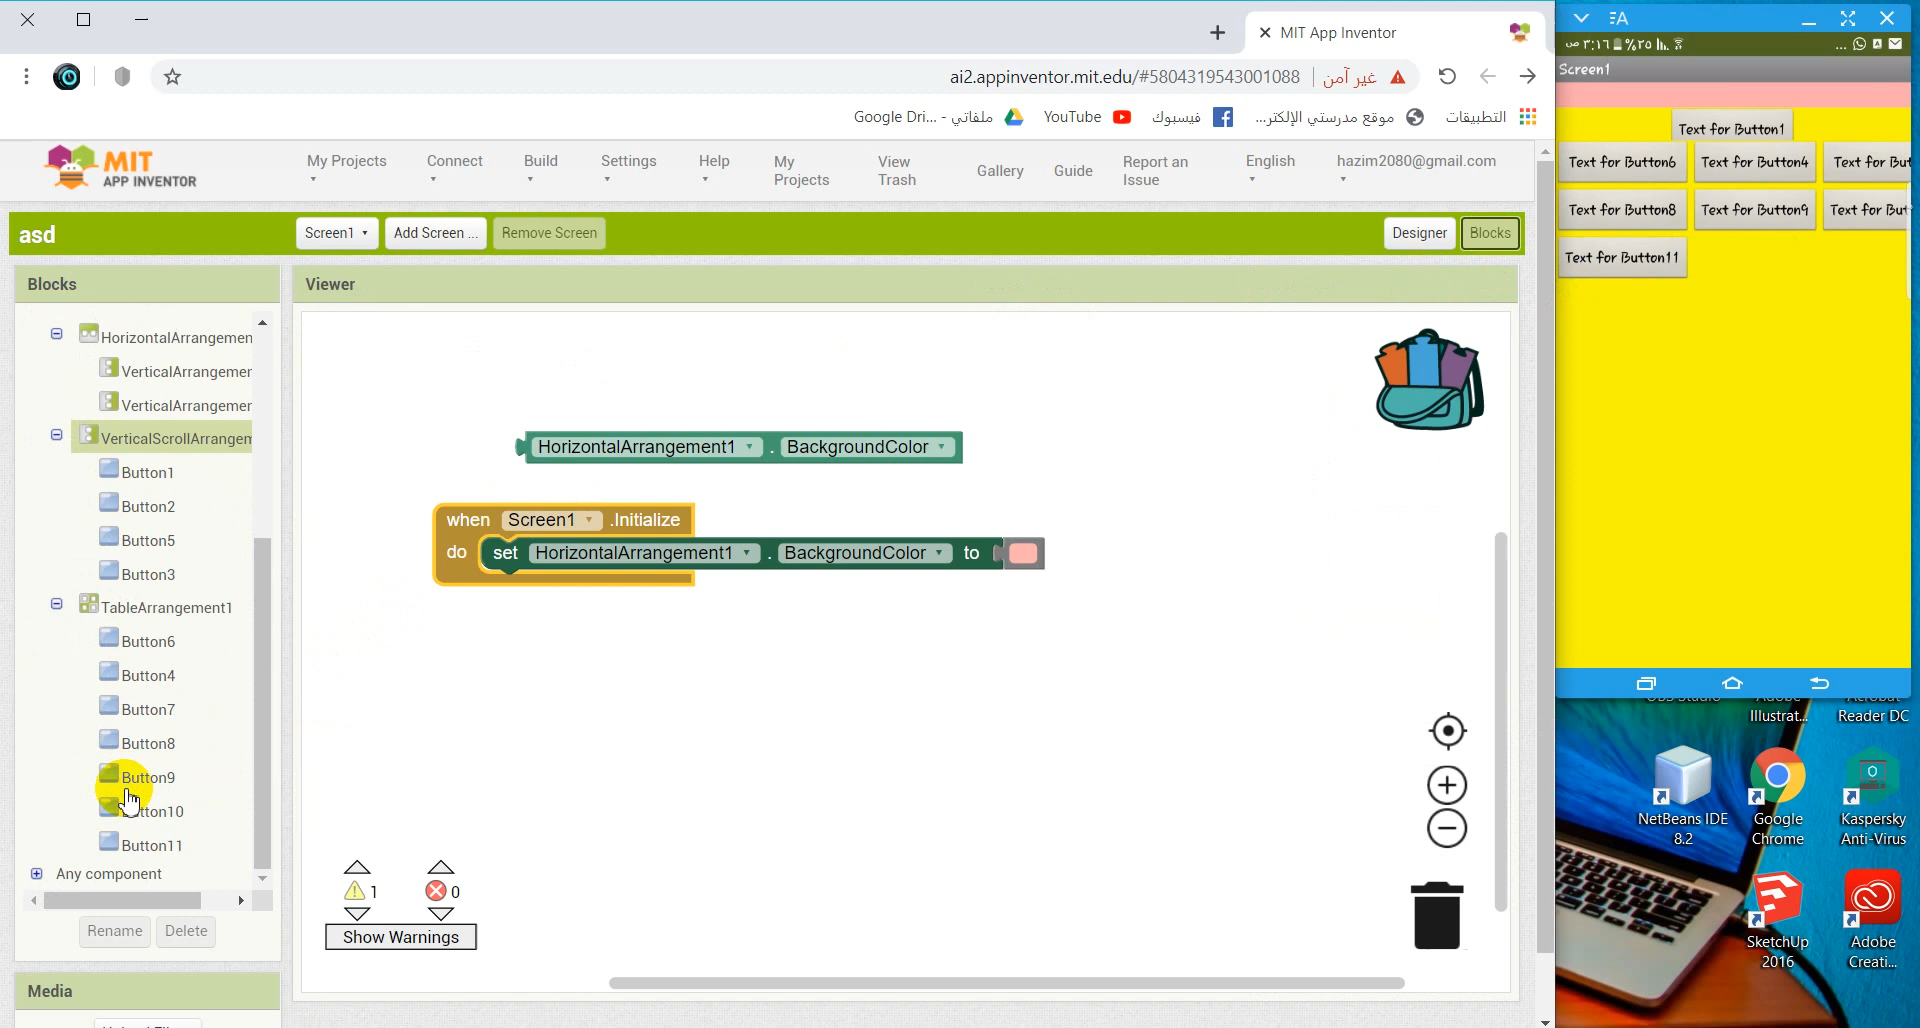 MIT App Inventor
ai2.appinventor.mit.edu/#5804319543001088
غير آمن
التطبيقات
موقع مدرستي الإلكتر...
فيسبوك
YouTube
ملفاتي - Google Dri...
MIT
APP INVENTOR
My Projects
Connect
Build
Settings
Help
My Projects
View Trash
Gallery
Guide
Report an Issue
English
hazim2080@gmail.com
asd
Screen1
Add Screen ...
Remove Screen
Designer
Blocks
Blocks
HorizontalArrangemen
VerticalArrangemer
VerticalArrangemer
VerticalScrollArrangem
Button1
Button2
Button5
Button3
TableArrangement1
Button6
Button4
Button7
Button8
Button9
Button10
Button11
Any component
Rename
Delete
Media
Viewer
HorizontalArrangement1 . BackgroundColor
when Screen1 .Initialize
do set HorizontalArrangement1 . BackgroundColor to
1
0
Show Warnings
٣:١٦ ص
%٢٥
Screen1
Text for Button1
Text for Button6
Text for Button4
Text for But
Text for Button8
Text for Button9
Text for But
Text for Button11
Illustrat...
Reader DC
NetBeans IDE 8.2
Google Chrome
Kaspersky Anti-Virus
SketchUp 2016
Adobe Creati...